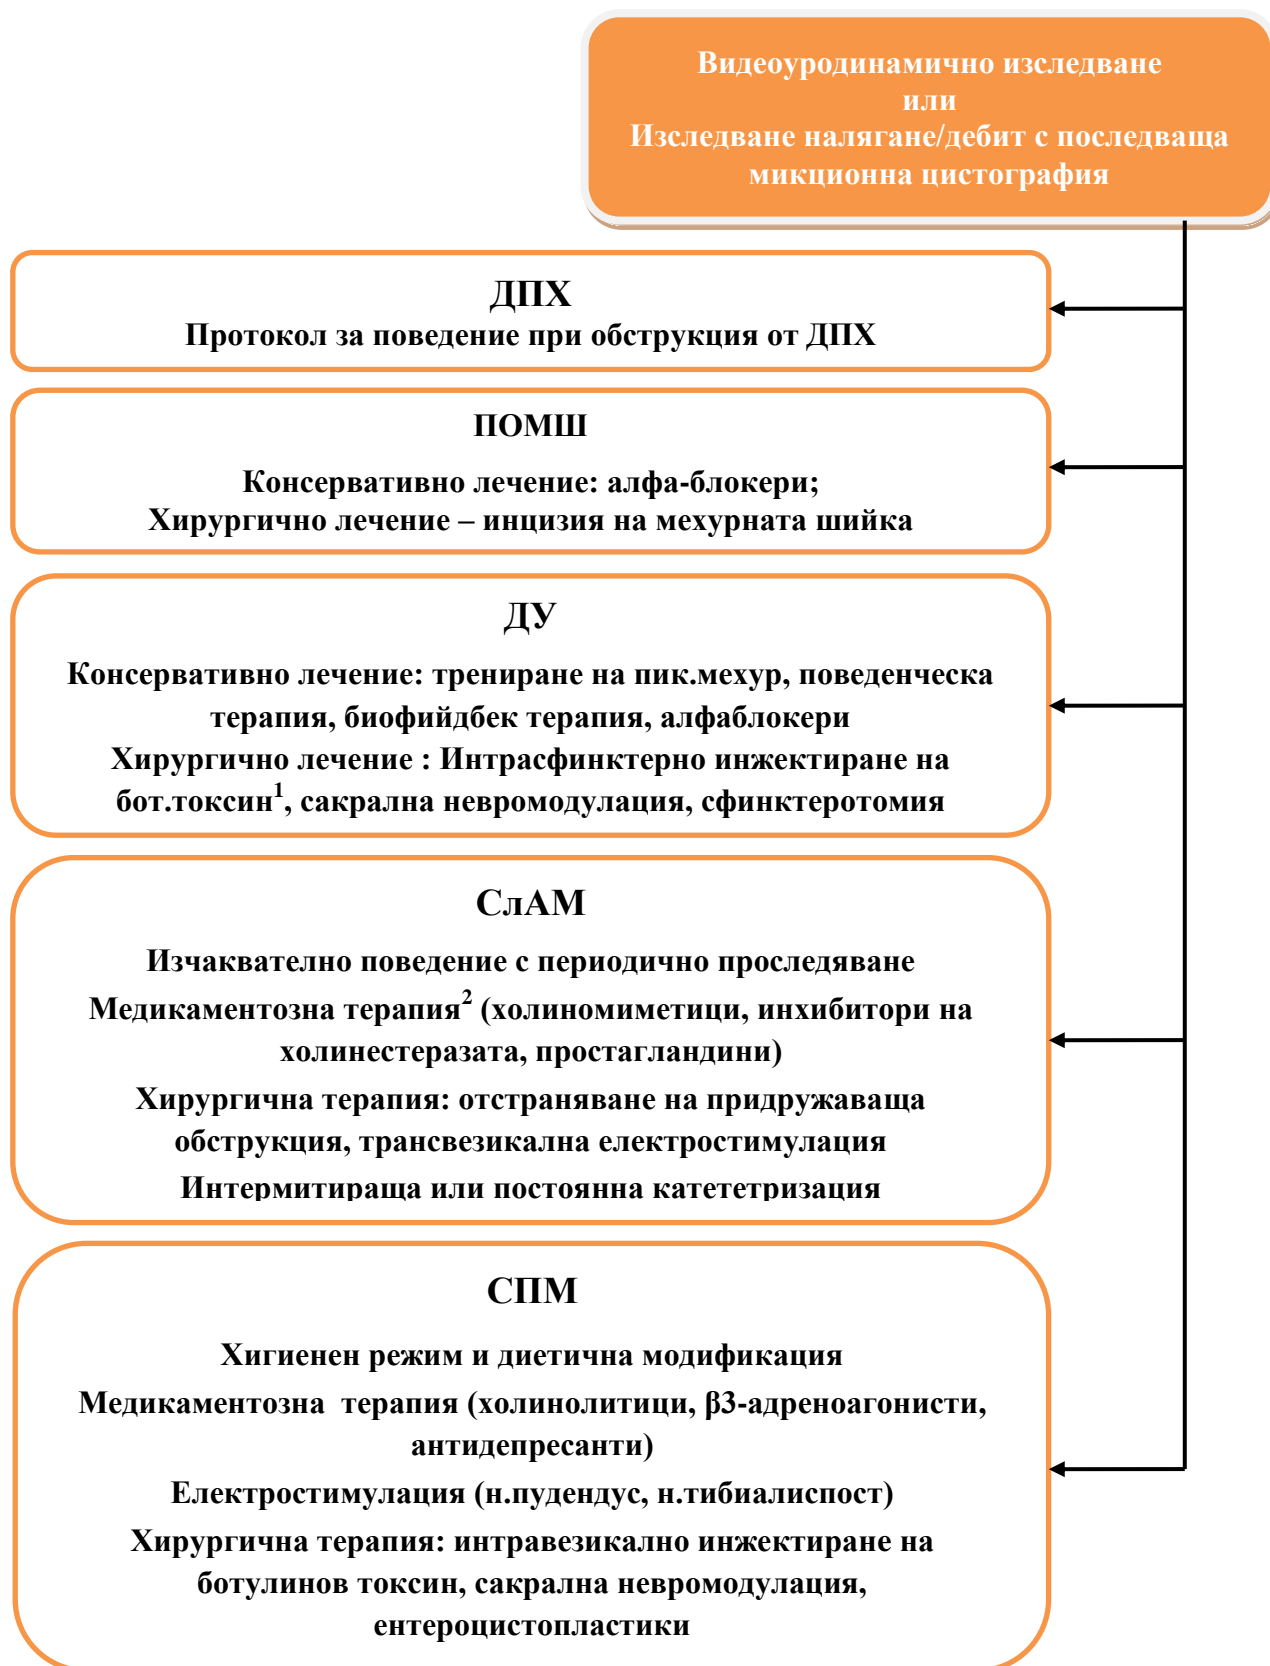 Видеоуродинамично изследване
или
Изследване налягане/дебит с последваща
микционна цистография
ДПХ
Протокол за поведение при обструкция от ДПХ
ПОМШ
Консервативно лечение: алфа-блокери;
Хирургично лечение – инцизия на мехурната шийка
ДУ
Консервативно лечение: трениране на пик.мехур, поведенческа
терапия, биофийдбек терапия, алфаблокери
Хирургично лечение : Интрасфинктерно инжектиране на
бот.токсин¹, сакрална невромодулация, сфинктеротомия
СлАМ
Изчаквателно поведение с периодично проследяване
Медикаментозна терапия² (холиномиметици, инхибитори на
холинестеразата, простагландини)
Хирургична терапия: отстраняване на придружаваща
обструкция, трансвезикална електростимулация
Интермитираща или постоянна кататетризация
СПМ
Хигиенен режим и диетична модификация
Медикаментозна терапия (холинолитици, β3-адреноагонисти,
антидепресанти)
Електростимулация (н.пудендус, н.тибиалиспост)
Хирургична терапия: интравезикално инжектиране на
ботулинов токсин, сакрална невромодулация,
ентероцистопластики